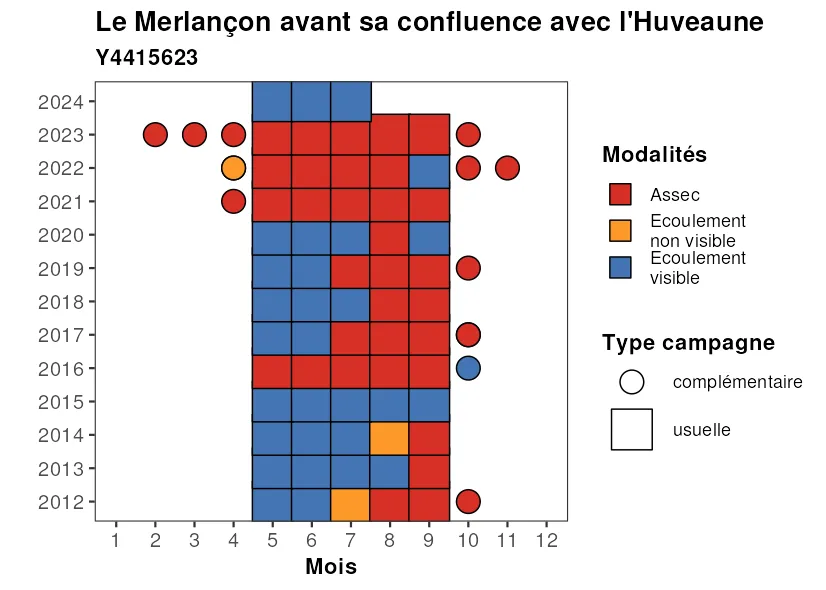 Le Merlançon avant sa confluence avec l'Huveaune
Y4415623
2024
2023
2022
2021
2020
2019
2018
2017
2016
2015
2014
2013
2012
1 2 3 4 5 6 7 8 9 10 11 12
Mois
Modalités
Assec
Ecoulement
non visible
Ecoulement
visible
Type campagne
complémentaire
usuelle